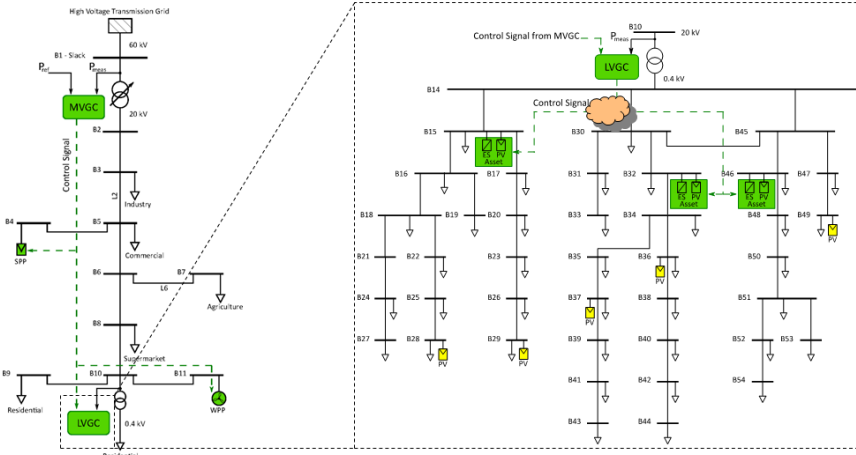 High Voltage Transmission Grid
60 kV
B1 - Slack
P_ref
P_meas
MVGC
20 kV
B2
Control Signal
B3
L2
Industry
B4
B5
SPP
Commercial
B6
B7
L6
Agriculture
B8
Supermarket
B9
B10
B11
Residential
WPP
LVGC
0.4 kV
Residential
B10
20 kV
Control Signal from MVGC
P_meas
LVGC
0.4 kV
B14
Control Signal
B15
B30
B45
ES PV
Asset
B16
B17
B31
B32
ES PV
Asset
B46
ES PV
Asset
B47
B18
B19
B20
B33
B34
B48
B49
PV
B21
B22
B23
B35
B36
B50
PV
B24
B25
B26
B37
B38
B51
PV
B27
B28
B29
B39
B40
B52
B53
PV
PV
B41
B42
B54
B43
B44